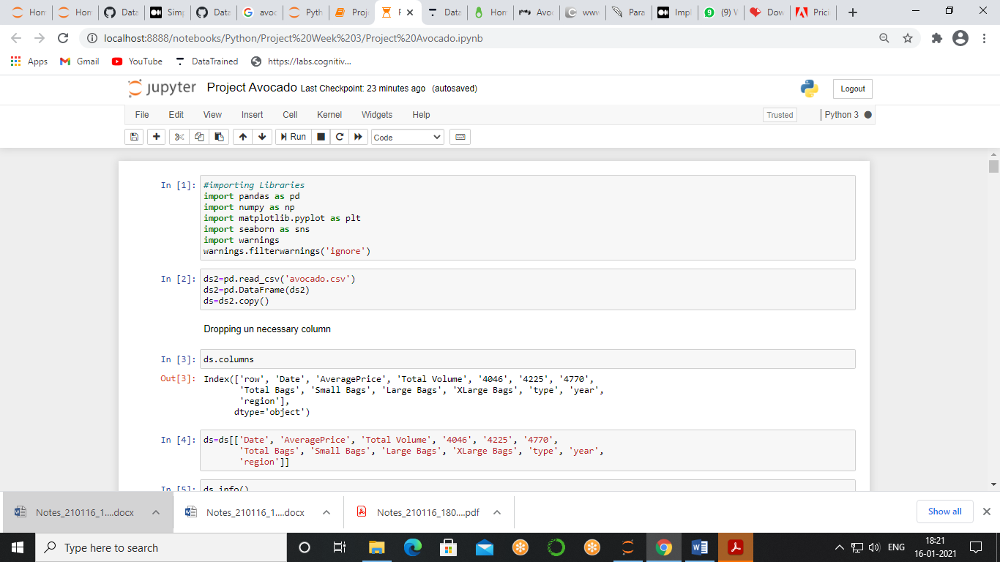 Hom
Hom
Data
Simp
Data
avoc
Pyth
Proje
P
Data
Hom
Avoc
www
Para
Impl
(9) W
Dow
Prici
localhost:8888/notebooks/Python/Project%20Week%203/Project%20Avocado.ipynb
Apps
Gmail
YouTube
DataTrained
https://labs.cognitiv...
jupyter Project Avocado Last Checkpoint: 23 minutes ago (autosaved)
Logout
File Edit View Insert Cell Kernel Widgets Help
Trusted
Python 3
Run
Code
In [1]: #importing Libraries
import pandas as pd
import numpy as np
import matplotlib.pyplot as plt
import seaborn as sns
import warnings
warnings.filterwarnings('ignore')
In [2]: ds2=pd.read_csv('avocado.csv')
ds2=pd.DataFrame(ds2)
ds=ds2.copy()
Dropping un necessary column
In [3]: ds.columns
Out[3]: Index(['row', 'Date', 'AveragePrice', 'Total Volume', '4046', '4225', '4770',
'Total Bags', 'Small Bags', 'Large Bags', 'XLarge Bags', 'type', 'year',
'region'],
dtype='object')
In [4]: ds=ds[['Date', 'AveragePrice', 'Total Volume', '4046', '4225', '4770',
'Total Bags', 'Small Bags', 'Large Bags', 'XLarge Bags', 'type', 'year',
'region']]
In [5]: ds.info()
Notes_210116_1....docx
Notes_210116_1....docx
Notes_210116_180....pdf
Show all
Type here to search
ENG
18:21
16-01-2021